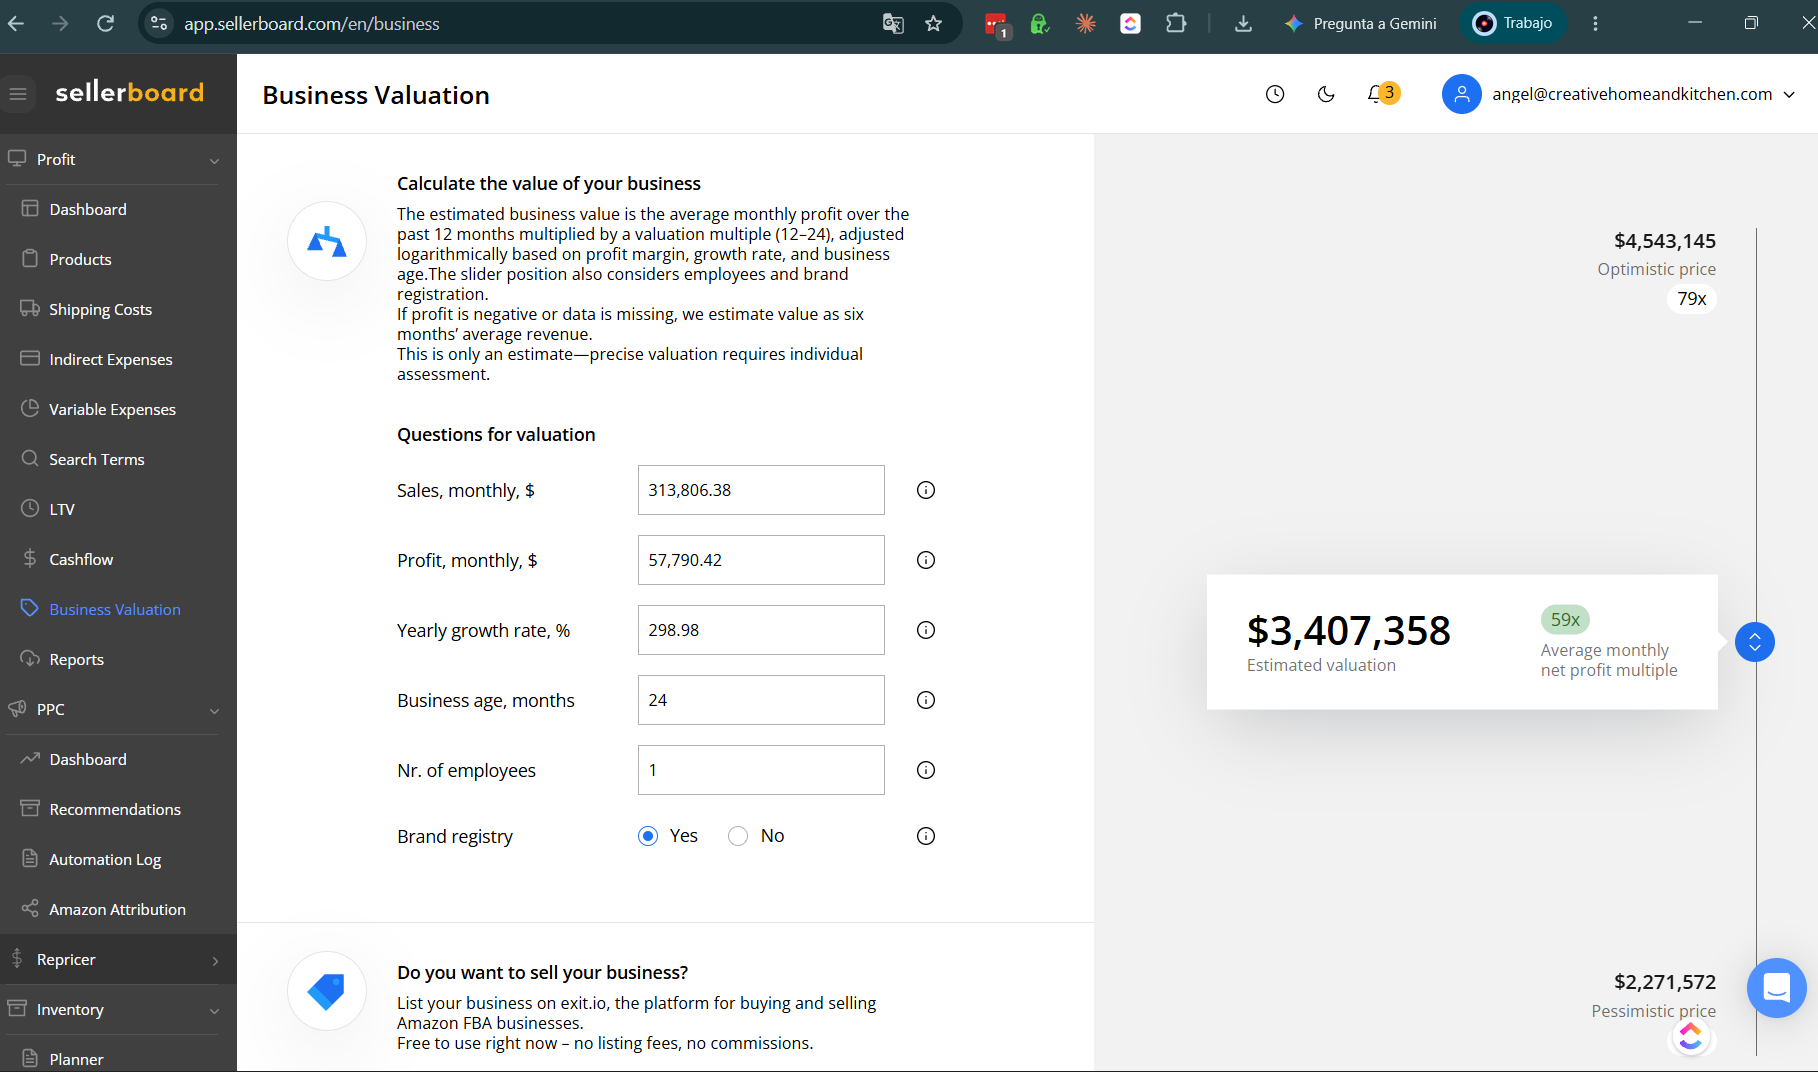 app.sellerboard.com/en/business
1
Pregunta a Gemini
Trabajo
sellerboard
Business Valuation
3
angel@creativehomeandkitchen.com
Profit
Dashboard
Products
Shipping Costs
Indirect Expenses
Variable Expenses
Search Terms
LTV
Cashflow
Business Valuation
Reports
PPC
Dashboard
Recommendations
Automation Log
Amazon Attribution
Repricer
Inventory
Planner
Calculate the value of your business
The estimated business value is the average monthly profit over the
past 12 months multiplied by a valuation multiple (12–24), adjusted
logarithmically based on profit margin, growth rate, and business
age.The slider position also considers employees and brand
registration.
If profit is negative or data is missing, we estimate value as six
months’ average revenue.
This is only an estimate—precise valuation requires individual
assessment.
Questions for valuation
Sales, monthly, $
313,806.38
Profit, monthly, $
57,790.42
Yearly growth rate, %
298.98
Business age, months
24
Nr. of employees
1
Brand registry
Yes
No
Do you want to sell your business?
List your business on exit.io, the platform for buying and selling
Amazon FBA businesses.
Free to use right now – no listing fees, no commissions.
$4,543,145
Optimistic price
79x
$3,407,358
Estimated valuation
59x
Average monthly
net profit multiple
$2,271,572
Pessimistic price